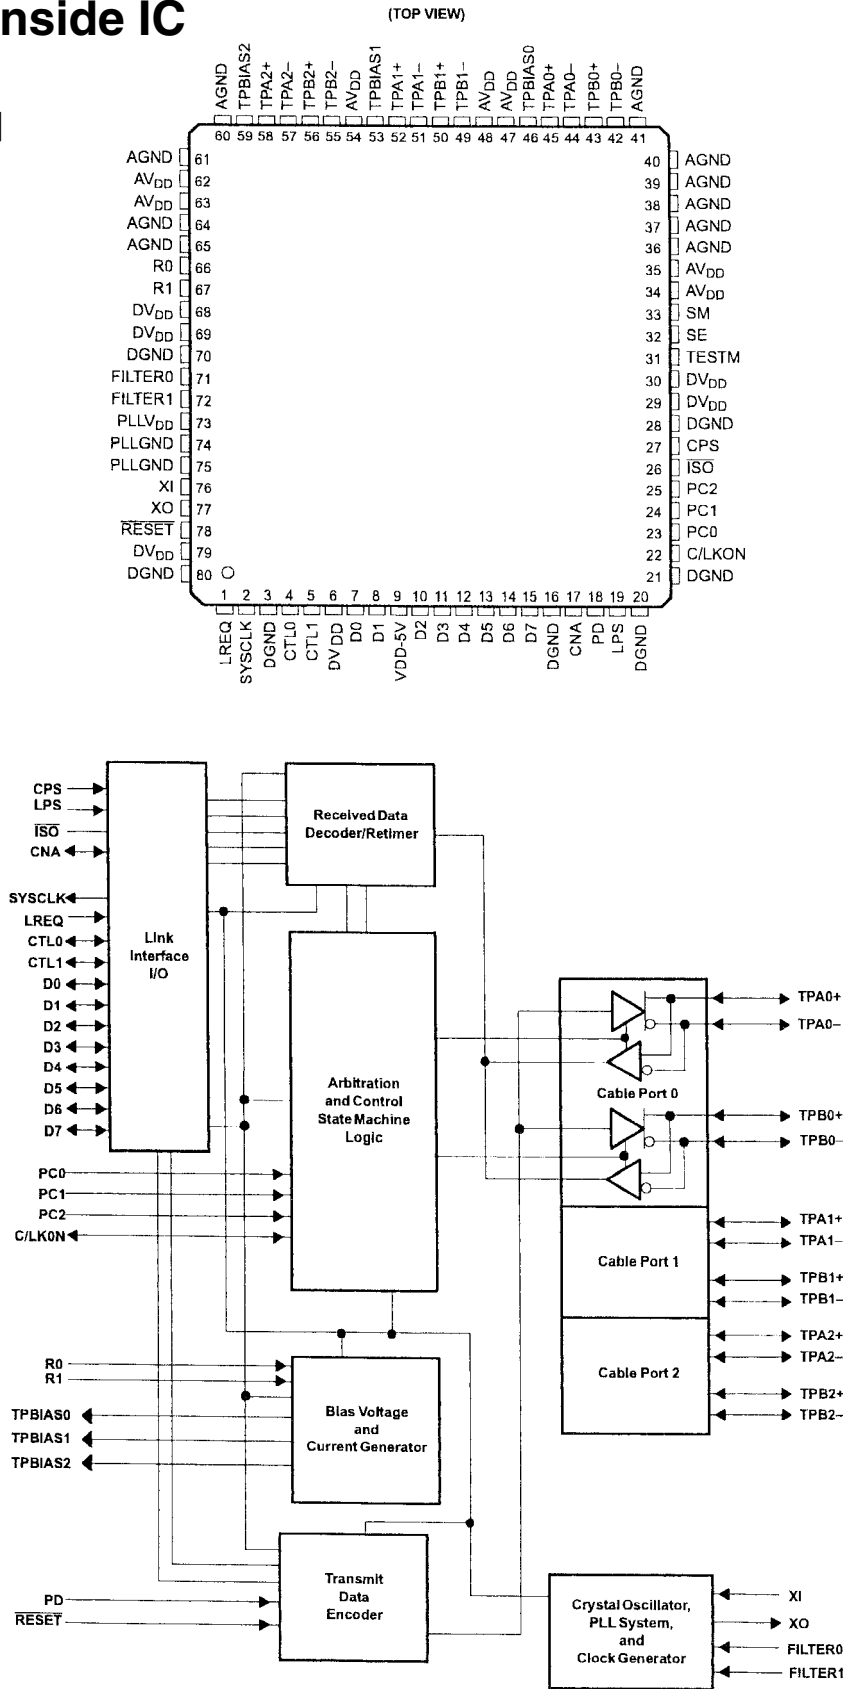 nside IC
(TOP VIEW)
AGND TPBIAS2 TPA2+ TPA2– TPB2+ TPB2– AVDD TPBIAS1 TPA1+ TPA1– TPB1+ TPB1– AVDD AVDD TPBIAS0 TPA0+ TPA0– TPB0+ TPB0– AGND
60 59 58 57 56 55 54 53 52 51 50 49 48 47 46 45 44 43 42 41
AGND 61 40 AGND
AVDD 62 39 AGND
AVDD 63 38 AGND
AGND 64 37 AGND
AGND 65 36 AGND
R0 66 35 AVDD
R1 67 34 AVDD
DVDD 68 33 SM
DVDD 69 32 SE
DGND 70 31 TESTM
FILTER0 71 30 DVDD
FILTER1 72 29 DVDD
PLLVDD 73 28 DGND
PLLGND 74 27 CPS
PLLGND 75 26 ISO
XI 76 25 PC2
XO 77 24 PC1
RESET 78 23 PC0
DVDD 79 22 C/LKON
DGND 80 21 DGND
1 2 3 4 5 6 7 8 9 10 11 12 13 14 15 16 17 18 19 20
LREQ SYSCLK DGND CTL0 CTL1 DVDD D0 D1 VDD-5V D2 D3 D4 D5 D6 D7 DGND CNA PD LPS DGND
CPS
LPS
ISO
CNA
SYSCLK
LREQ
CTL0
CTL1
D0
D1
D2
D3
D4
D5
D6
D7
Link
Interface
I/O
Received Data
Decoder/Retimer
Arbitration
and Control
State Machine
Logic
PC0
PC1
PC2
C/LK0N
TPA0+
TPA0–
Cable Port 0
TPB0+
TPB0–
TPA1+
TPA1–
Cable Port 1
TPB1+
TPB1–
TPA2+
TPA2–
Cable Port 2
TPB2+
TPB2–
R0
R1
TPBIAS0
TPBIAS1
TPBIAS2
Bias Voltage
and
Current Generator
Transmit
Data
Encoder
PD
RESET
Crystal Oscillator,
PLL System,
and
Clock Generator
XI
XO
FILTER0
FILTER1